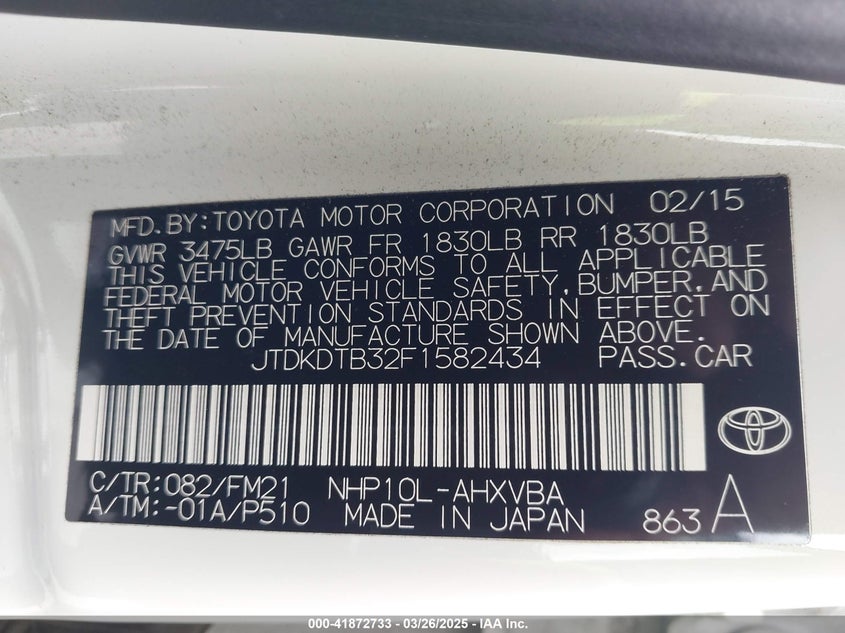 MFD. BY: TOYOTA MOTOR CORPORATION 02/15
GVWR 3475LB GAWR FR 1830LB RR 1830LB
THIS VEHICLE CONFORMS TO ALL APPLICABLE
FEDERAL MOTOR VEHICLE SAFETY, BUMPER, AND
THEFT PREVENTION STANDARDS IN EFFECT ON
THE DATE OF MANUFACTURE SHOWN ABOVE.
JTDKDTB32F1582434 PASS. CAR
C/TR: 082/FM21 NHP10L-AHXVBA
A/TM: -01A/P510 MADE IN JAPAN 863 A
000-41872733 - 03/26/2025 - IAA Inc.